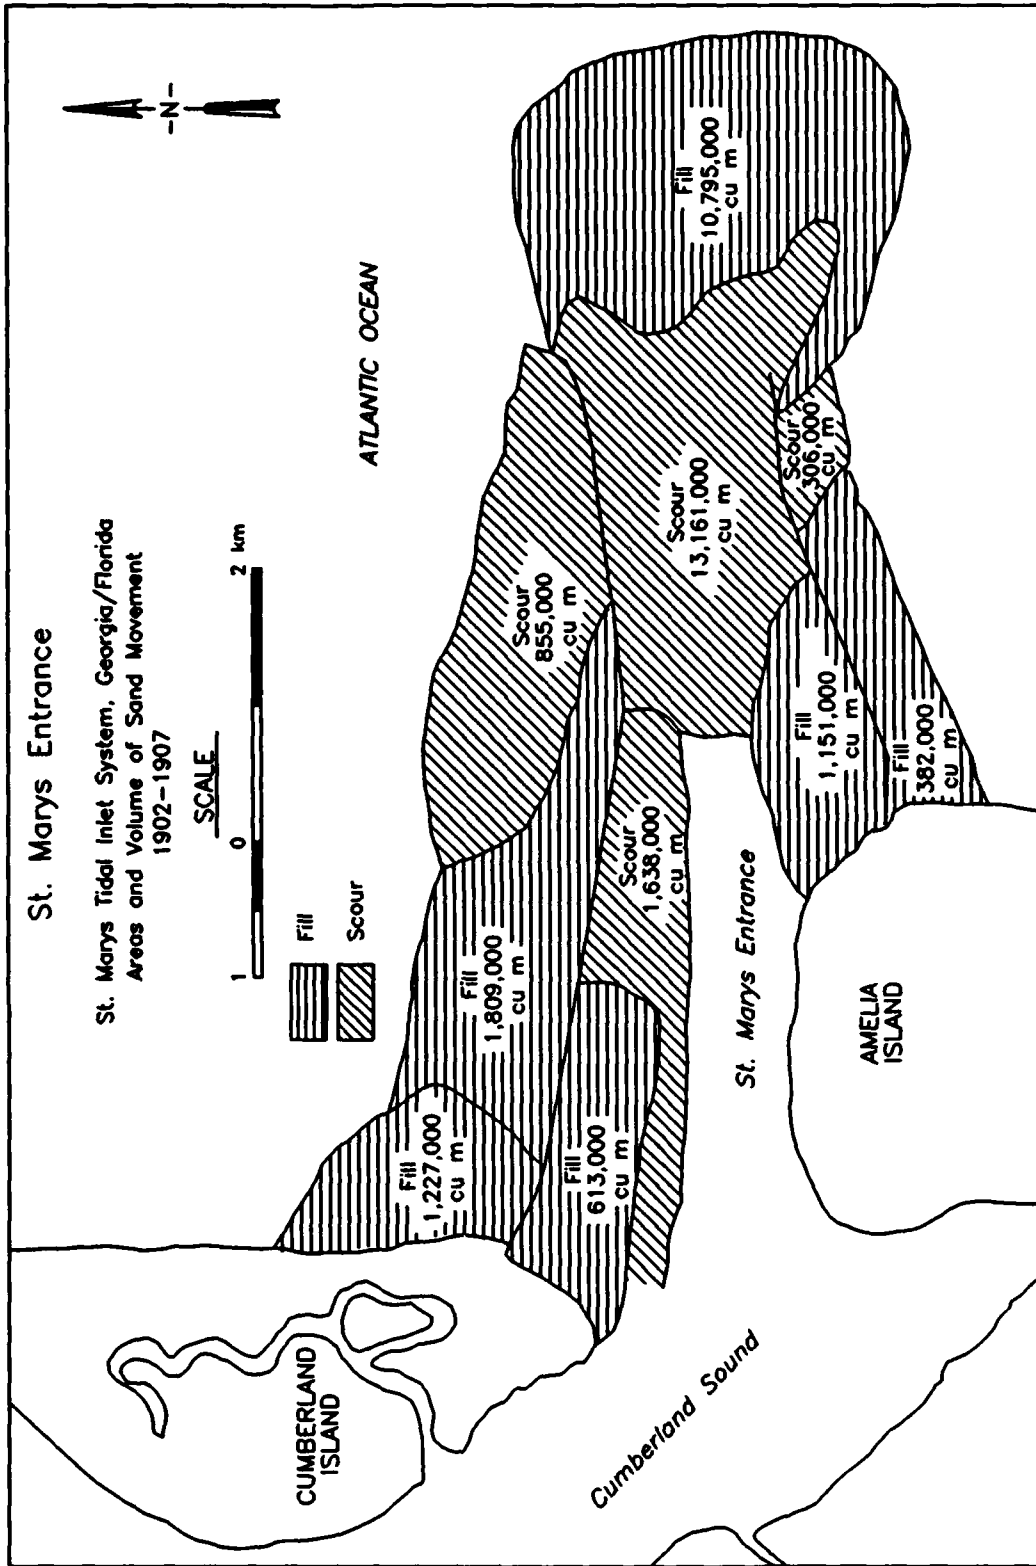 St. Marys Entrance
St. Marys Tidal Inlet System, Georgia/Florida
Areas and Volume of Sand Movement
1902-1907
SCALE
1 0 2 km
Fill
Scour
-N-
ATLANTIC OCEAN
CUMBERLAND
ISLAND
Fill
1,227,000
cu m
Fill
1,809,000
cu m
Scour
855,000
cu m
Fill
10,795,000
cu m
Fill
613,000
cu m
Scour
1,638,000
cu m
Scour
13,161,000
cu m
Scour
306,000
cu m
Fill
1,151,000
cu m
Fill
382,000
cu m
St. Marys Entrance
AMELIA
ISLAND
Cumberland Sound